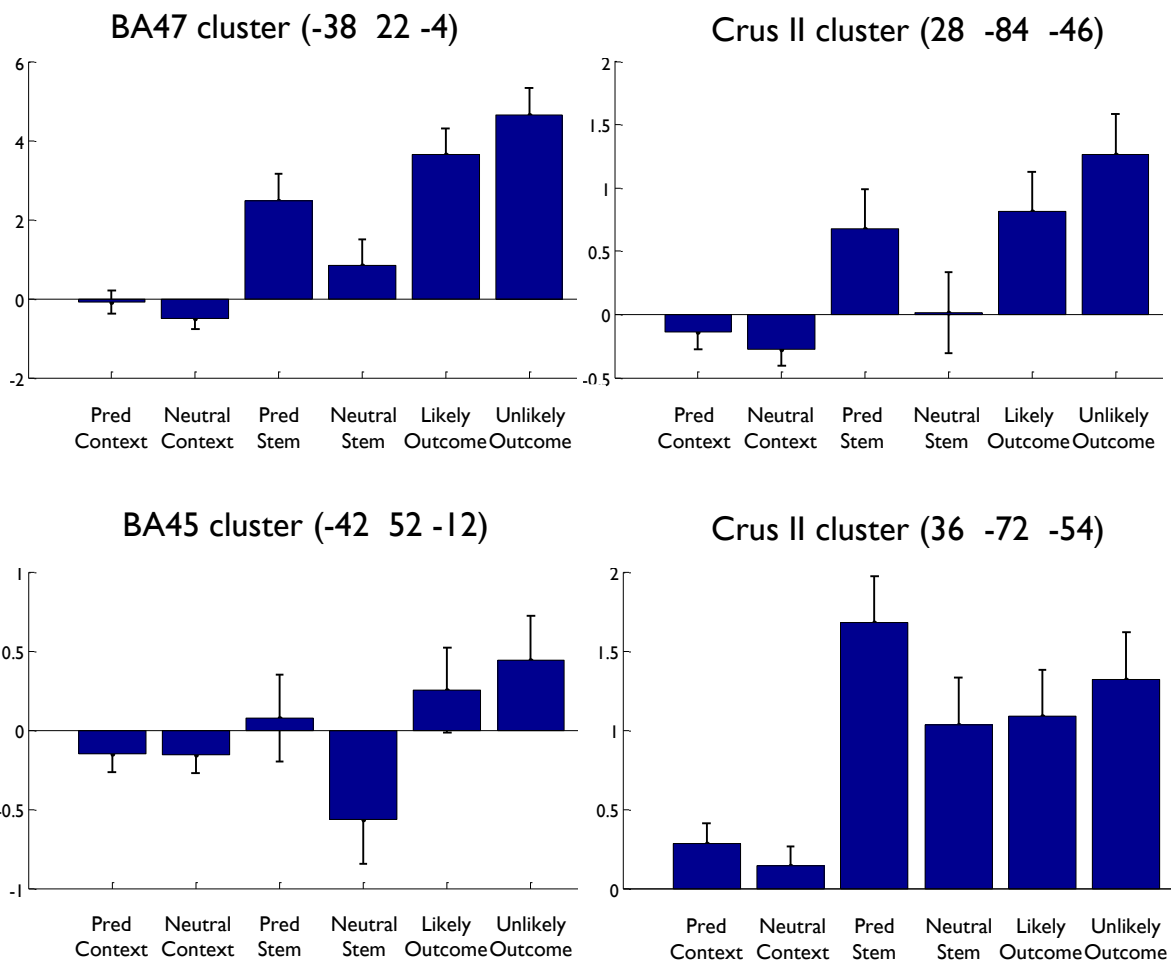 BA47 cluster (-38 22 -4)
6
4
2
0
-2
Pred Neutral Pred Neutral Likely Unlikely
Context Context Stem Stem Outcome Outcome
Crus II cluster (28 -84 -46)
2
1.5
1
0.5
0
-0.5
Pred Neutral Pred Neutral Likely Unlikely
Context Context Stem Stem Outcome Outcome
BA45 cluster (-42 52 -12)
1
0.5
0
-0.5
-1
Pred Neutral Pred Neutral Likely Unlikely
Context Context Stem Stem Outcome Outcome
Crus II cluster (36 -72 -54)
2
1.5
1
0.5
0
Pred Neutral Pred Neutral Likely Unlikely
Context Context Stem Stem Outcome Outcome